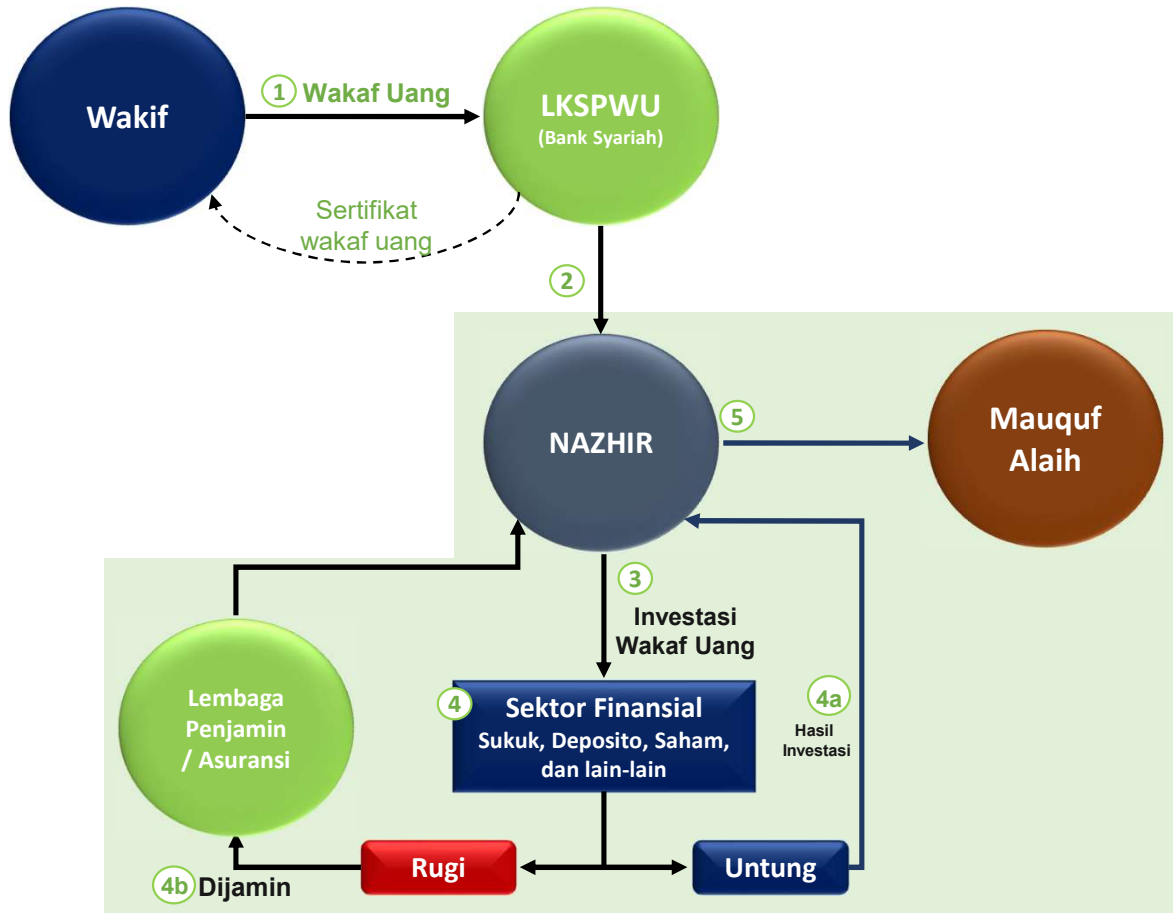 Wakif
1 Wakaf Uang
LKSPWU
(Bank Syariah)
Sertifikat
wakaf uang
2
NAZHIR
5
Mauquf
Alaih
3
Investasi
Wakaf Uang
Lembaga
Penjamin
/ Asuransi
4
Sektor Finansial
Sukuk, Deposito, Saham,
dan lain-lain
4a
Hasil
Investasi
Rugi
Untung
4b Dijamin